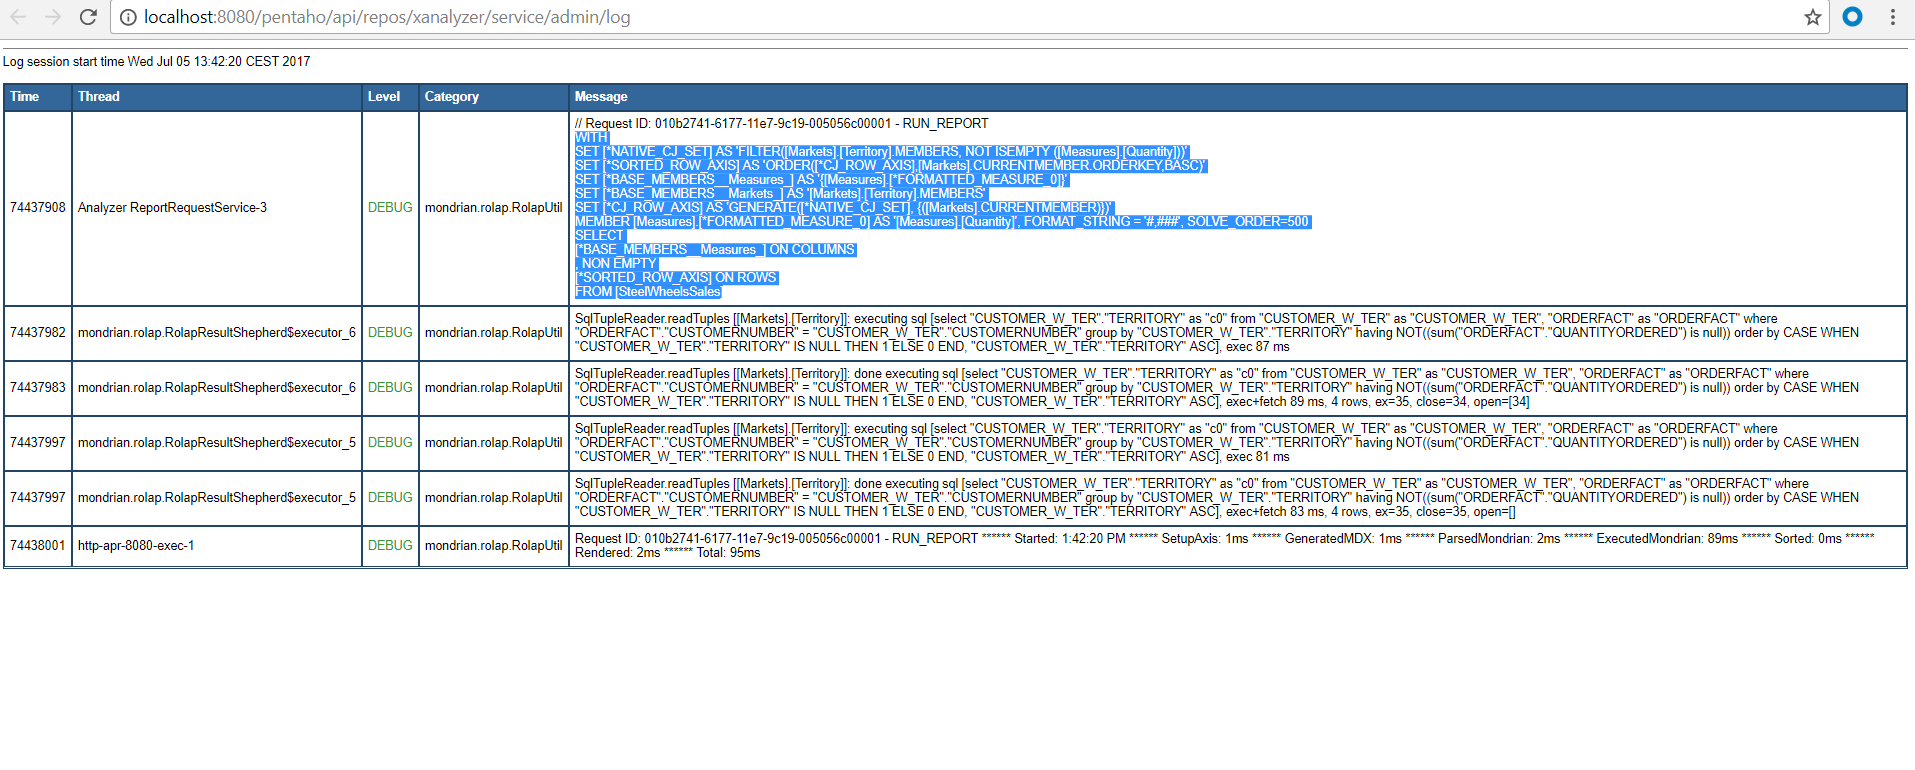 localhost:8080/pentaho/api/repos/xanalyzer/service/admin/log
Log session start time Wed Jul 05 13:42:20 CEST 2017
Time Thread Level Category Message
74437908 Analyzer ReportRequestService-3 DEBUG mondrian.rolap.RolapUtil
// Request ID: 010b2741-6177-11e7-9c19-005056c00001 - RUN_REPORT
WITH
SET [*NATIVE_CJ_SET] AS 'FILTER([Markets].[Territory].MEMBERS, NOT ISEMPTY ([Measures].[Quantity]))'
SET [*SORTED_ROW_AXIS] AS 'ORDER([*CJ_ROW_AXIS],[Markets].CURRENTMEMBER.ORDERKEY,BASC)'
SET [*BASE_MEMBERS__Measures_] AS '{[Measures].[*FORMATTED_MEASURE_0]}'
SET [*BASE_MEMBERS__Markets_] AS '[Markets].[Territory].MEMBERS'
SET [*CJ_ROW_AXIS] AS 'GENERATE([*NATIVE_CJ_SET], {([Markets].CURRENTMEMBER)})'
MEMBER [Measures].[*FORMATTED_MEASURE_0] AS '[Measures].[Quantity]', FORMAT_STRING = '#,###', SOLVE_ORDER=500
SELECT
[*BASE_MEMBERS__Measures_] ON COLUMNS
, NON EMPTY
[*SORTED_ROW_AXIS] ON ROWS
FROM [SteelWheelsSales]
74437982 mondrian.rolap.RolapResultShepherd$executor_6 DEBUG mondrian.rolap.RolapUtil
SqlTupleReader.readTuples [[Markets].[Territory]]: executing sql [select "CUSTOMER_W_TER"."TERRITORY" as "c0" from "CUSTOMER_W_TER" as "CUSTOMER_W_TER", "ORDERFACT" as "ORDERFACT" where
"ORDERFACT"."CUSTOMERNUMBER" = "CUSTOMER_W_TER"."CUSTOMERNUMBER" group by "CUSTOMER_W_TER"."TERRITORY" having NOT((sum("ORDERFACT"."QUANTITYORDERED") is null)) order by CASE WHEN
"CUSTOMER_W_TER"."TERRITORY" IS NULL THEN 1 ELSE 0 END, "CUSTOMER_W_TER"."TERRITORY" ASC], exec 87 ms
74437983 mondrian.rolap.RolapResultShepherd$executor_6 DEBUG mondrian.rolap.RolapUtil
SqlTupleReader.readTuples [[Markets].[Territory]]: done executing sql [select "CUSTOMER_W_TER"."TERRITORY" as "c0" from "CUSTOMER_W_TER" as "CUSTOMER_W_TER", "ORDERFACT" as "ORDERFACT" where
"ORDERFACT"."CUSTOMERNUMBER" = "CUSTOMER_W_TER"."CUSTOMERNUMBER" group by "CUSTOMER_W_TER"."TERRITORY" having NOT((sum("ORDERFACT"."QUANTITYORDERED") is null)) order by CASE WHEN
"CUSTOMER_W_TER"."TERRITORY" IS NULL THEN 1 ELSE 0 END, "CUSTOMER_W_TER"."TERRITORY" ASC], exec+fetch 89 ms, 4 rows, ex=35, close=34, open=[34]
74437997 mondrian.rolap.RolapResultShepherd$executor_5 DEBUG mondrian.rolap.RolapUtil
SqlTupleReader.readTuples [[Markets].[Territory]]: executing sql [select "CUSTOMER_W_TER"."TERRITORY" as "c0" from "CUSTOMER_W_TER" as "CUSTOMER_W_TER", "ORDERFACT" as "ORDERFACT" where
"ORDERFACT"."CUSTOMERNUMBER" = "CUSTOMER_W_TER"."CUSTOMERNUMBER" group by "CUSTOMER_W_TER"."TERRITORY" having NOT((sum("ORDERFACT"."QUANTITYORDERED") is null)) order by CASE WHEN
"CUSTOMER_W_TER"."TERRITORY" IS NULL THEN 1 ELSE 0 END, "CUSTOMER_W_TER"."TERRITORY" ASC], exec 81 ms
74437997 mondrian.rolap.RolapResultShepherd$executor_5 DEBUG mondrian.rolap.RolapUtil
SqlTupleReader.readTuples [[Markets].[Territory]]: done executing sql [select "CUSTOMER_W_TER"."TERRITORY" as "c0" from "CUSTOMER_W_TER" as "CUSTOMER_W_TER", "ORDERFACT" as "ORDERFACT" where
"ORDERFACT"."CUSTOMERNUMBER" = "CUSTOMER_W_TER"."CUSTOMERNUMBER" group by "CUSTOMER_W_TER"."TERRITORY" having NOT((sum("ORDERFACT"."QUANTITYORDERED") is null)) order by CASE WHEN
"CUSTOMER_W_TER"."TERRITORY" IS NULL THEN 1 ELSE 0 END, "CUSTOMER_W_TER"."TERRITORY" ASC], exec+fetch 83 ms, 4 rows, ex=35, close=35, open=[]
74438001 http-apr-8080-exec-1 DEBUG mondrian.rolap.RolapUtil
Request ID: 010b2741-6177-11e7-9c19-005056c00001 - RUN_REPORT ****** Started: 1:42:20 PM ****** SetupAxis: 1ms ****** GeneratedMDX: 1ms ****** ParsedMondrian: 2ms ****** ExecutedMondrian: 89ms ****** Sorted: 0ms ******
Rendered: 2ms ****** Total: 95ms